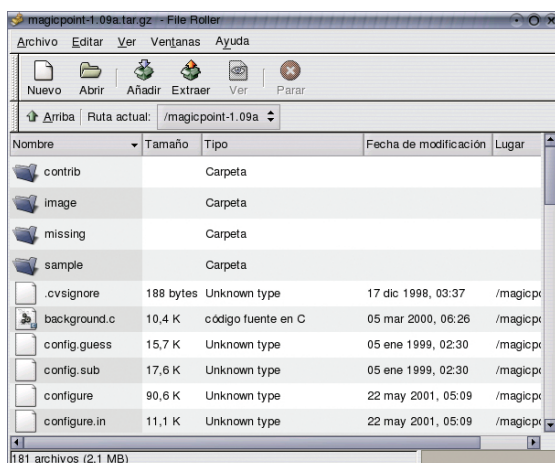 magicpoint-1.09a.tar.gz - File Roller
Archivo Editar Ver Ventanas Ayuda
Nuevo Abrir Añadir Extraer Ver Parar
Arriba Ruta actual: /magicpoint-1.09a
Nombre Tamaño Tipo Fecha de modificación Lugar
contrib Carpeta
image Carpeta
missing Carpeta
sample Carpeta
.cvsignore 188 bytes Unknown type 17 dic 1998, 03:37 /magicpo
background.c 10,4 K código fuente en C 05 mar 2000, 06:26 /magicpo
config.guess 15,7 K Unknown type 05 ene 1999, 02:30 /magicpo
config.sub 17,6 K Unknown type 05 ene 1999, 02:30 /magicpo
configure 90,6 K Unknown type 22 may 2001, 05:09 /magicpo
configure.in 11,1 K Unknown type 22 may 2001, 05:09 /magicpo
181 archivos (2,1 MB)